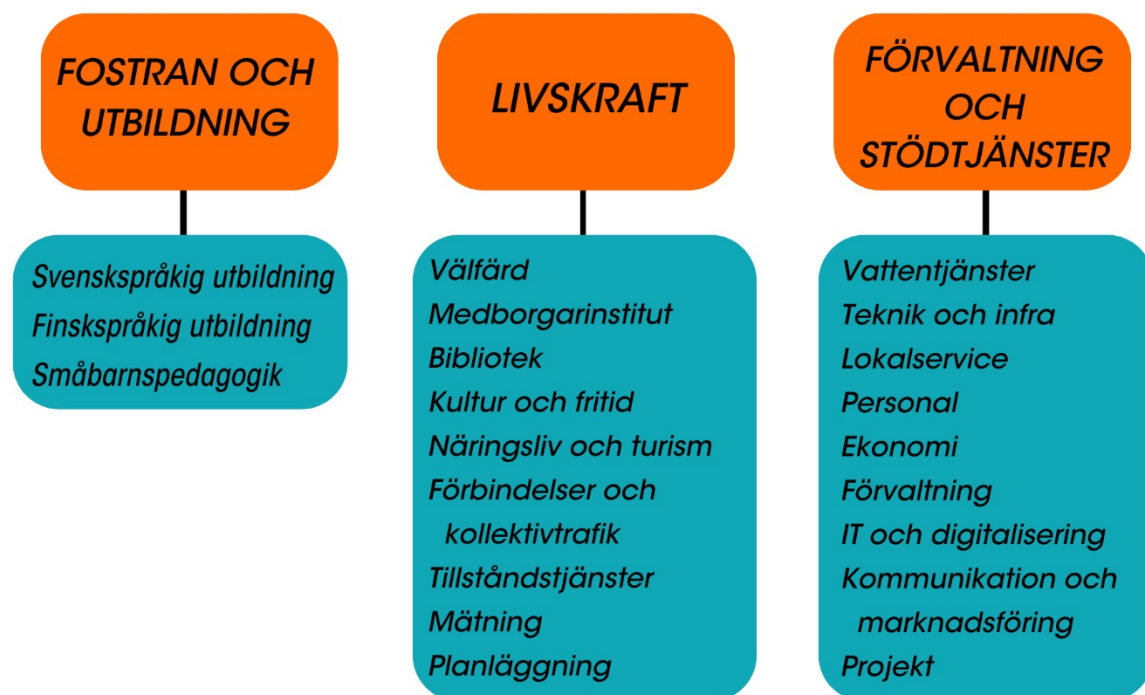 FOSTRAN OCH
UTBILDNING
Svenskspråkig utbildning
Finskspråkig utbildning
Småbarnspedagogik
LIVSKRAFT
Välfärd
Medborgarinstitut
Bibliotek
Kultur och fritid
Näringsliv och turism
Förbindelser och
kollektivtrafik
Tillståndstjänster
Mätning
Planläggning
FÖRVALTNING
OCH
STÖDTJÄNSTER
Vattentjänster
Teknik och infra
Lokalservice
Personal
Ekonomi
Förvaltning
IT och digitalisering
Kommunikation och
marknadsföring
Projekt